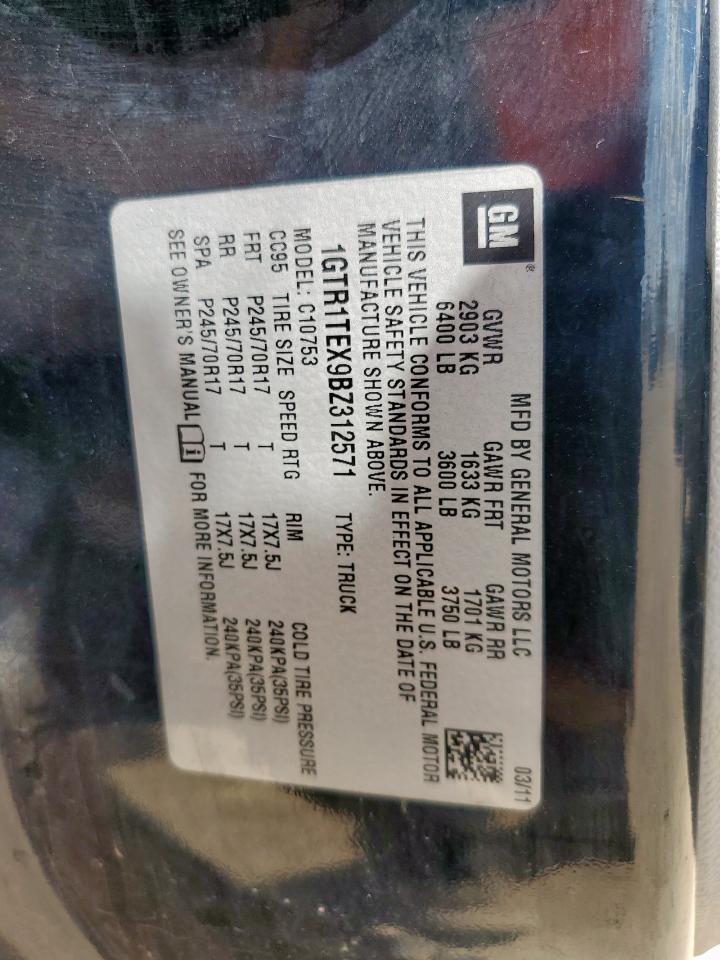 GM ®
MFD BY GENERAL MOTORS LLC 03/11
GVWR GAWR FRT GAWR RR
2903 KG 1633 KG 1701 KG
6400 LB 3600 LB 3750 LB
THIS VEHICLE CONFORMS TO ALL APPLICABLE U.S. FEDERAL MOTOR
VEHICLE SAFETY STANDARDS IN EFFECT ON THE DATE OF
MANUFACTURE SHOWN ABOVE.
1GTR1TEX9BZ312571 TYPE: TRUCK
MODEL: C10753
CC95 TIRE SIZE SPEED RTG RIM COLD TIRE PRESSURE
FRT P245/70R17 T 17X7.5J 240KPA(35PSI)
RR P245/70R17 T 17X7.5J 240KPA(35PSI)
SPA P245/70R17 T 17X7.5J 240KPA(35PSI)
SEE OWNER'S MANUAL i FOR MORE INFORMATION.